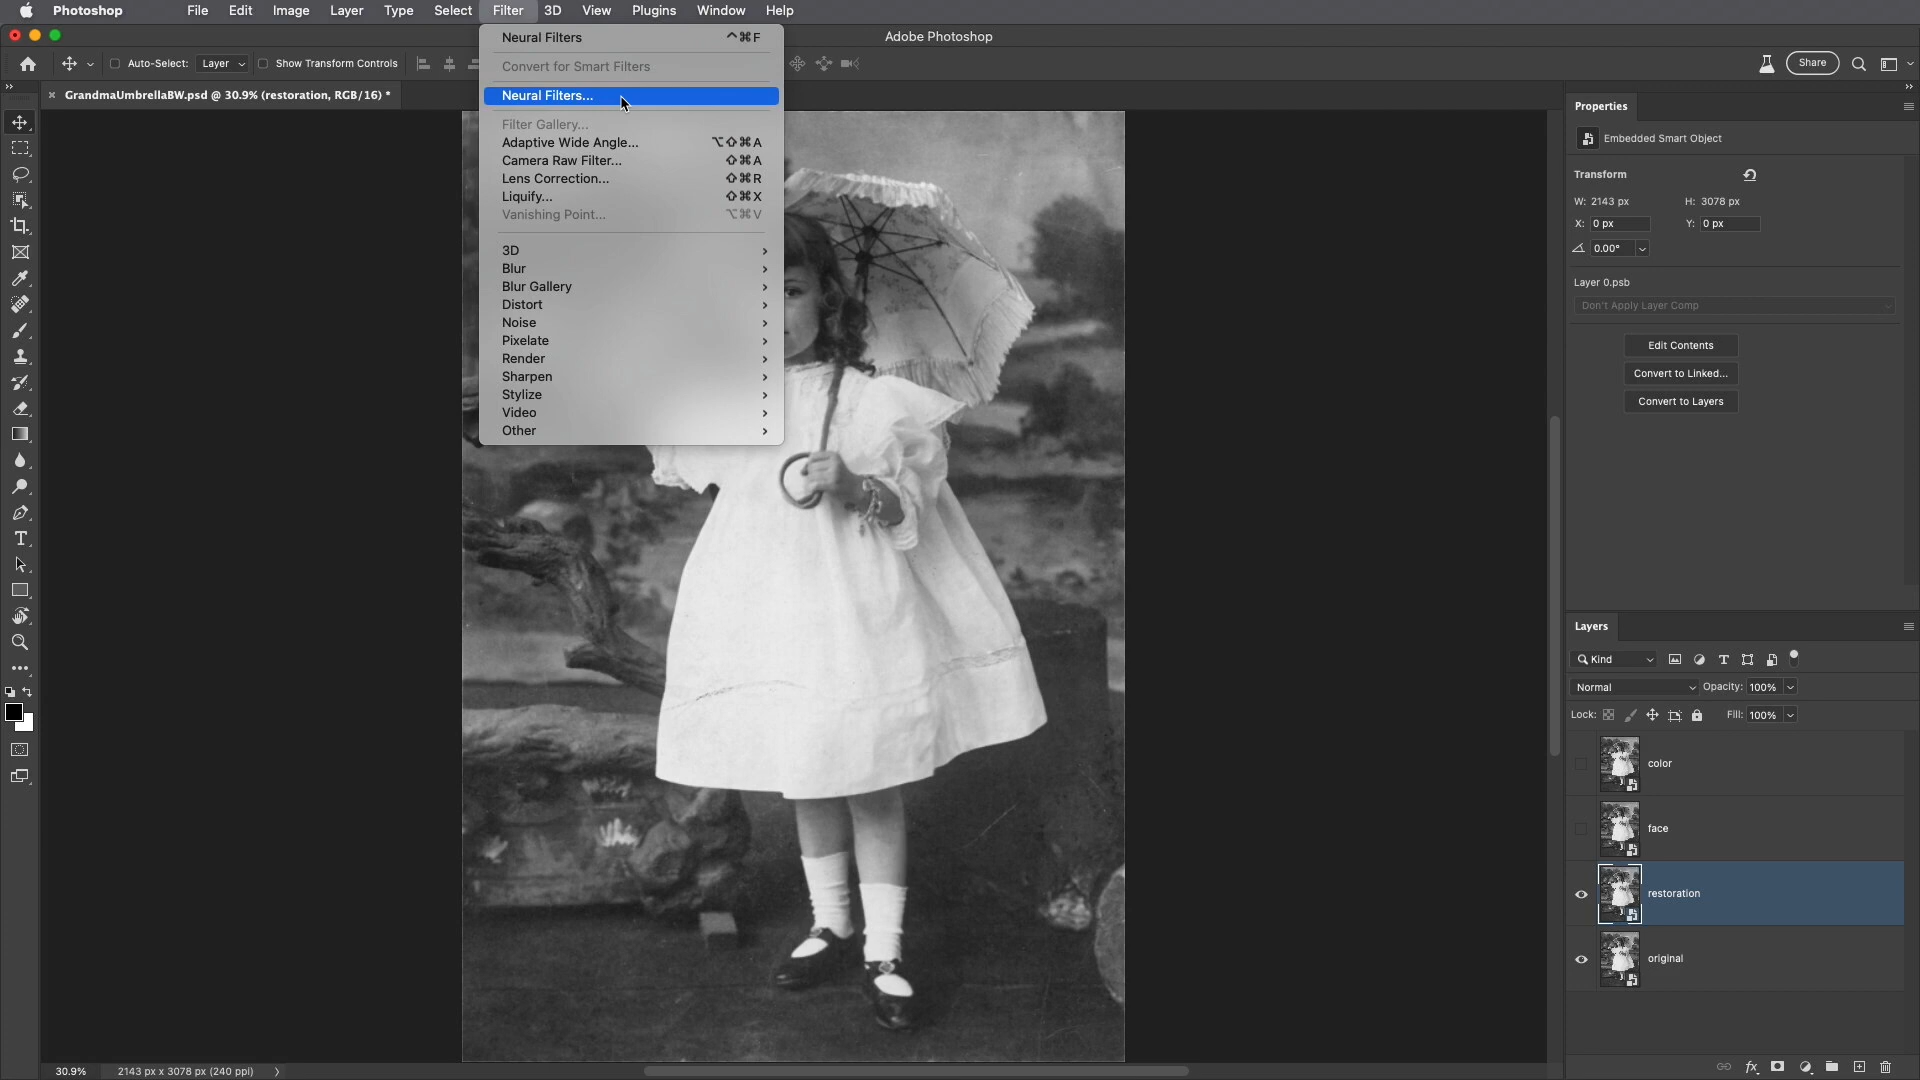 Photoshop File Edit Image Layer Type Select Filter 3D View Plugins Window Help
Adobe Photoshop
Auto-Select: Layer Show Transform Controls Share
GrandmaUmbrellaBW.psd @ 30.9% (restoration, RGB/16) *
Neural Filters ^⌘F
Convert for Smart Filters
Neural Filters...
Filter Gallery...
Adaptive Wide Angle... ⌥⇧⌘A
Camera Raw Filter... ⇧⌘A
Lens Correction... ⇧⌘R
Liquify... ⇧⌘X
Vanishing Point... ⌥⌘V
3D
Blur
Blur Gallery
Distort
Noise
Pixelate
Render
Sharpen
Stylize
Video
Other
Properties
Embedded Smart Object
Transform
W: 2143 px H: 3078 px
X: 0 px Y: 0 px
0.00°
Layer 0.psb
Don't Apply Layer Comp
Edit Contents
Convert to Linked...
Convert to Layers
Layers
Kind
Normal Opacity: 100%
Lock: Fill: 100%
color
face
restoration
original
30.9% 2143 px x 3078 px (240 ppi)